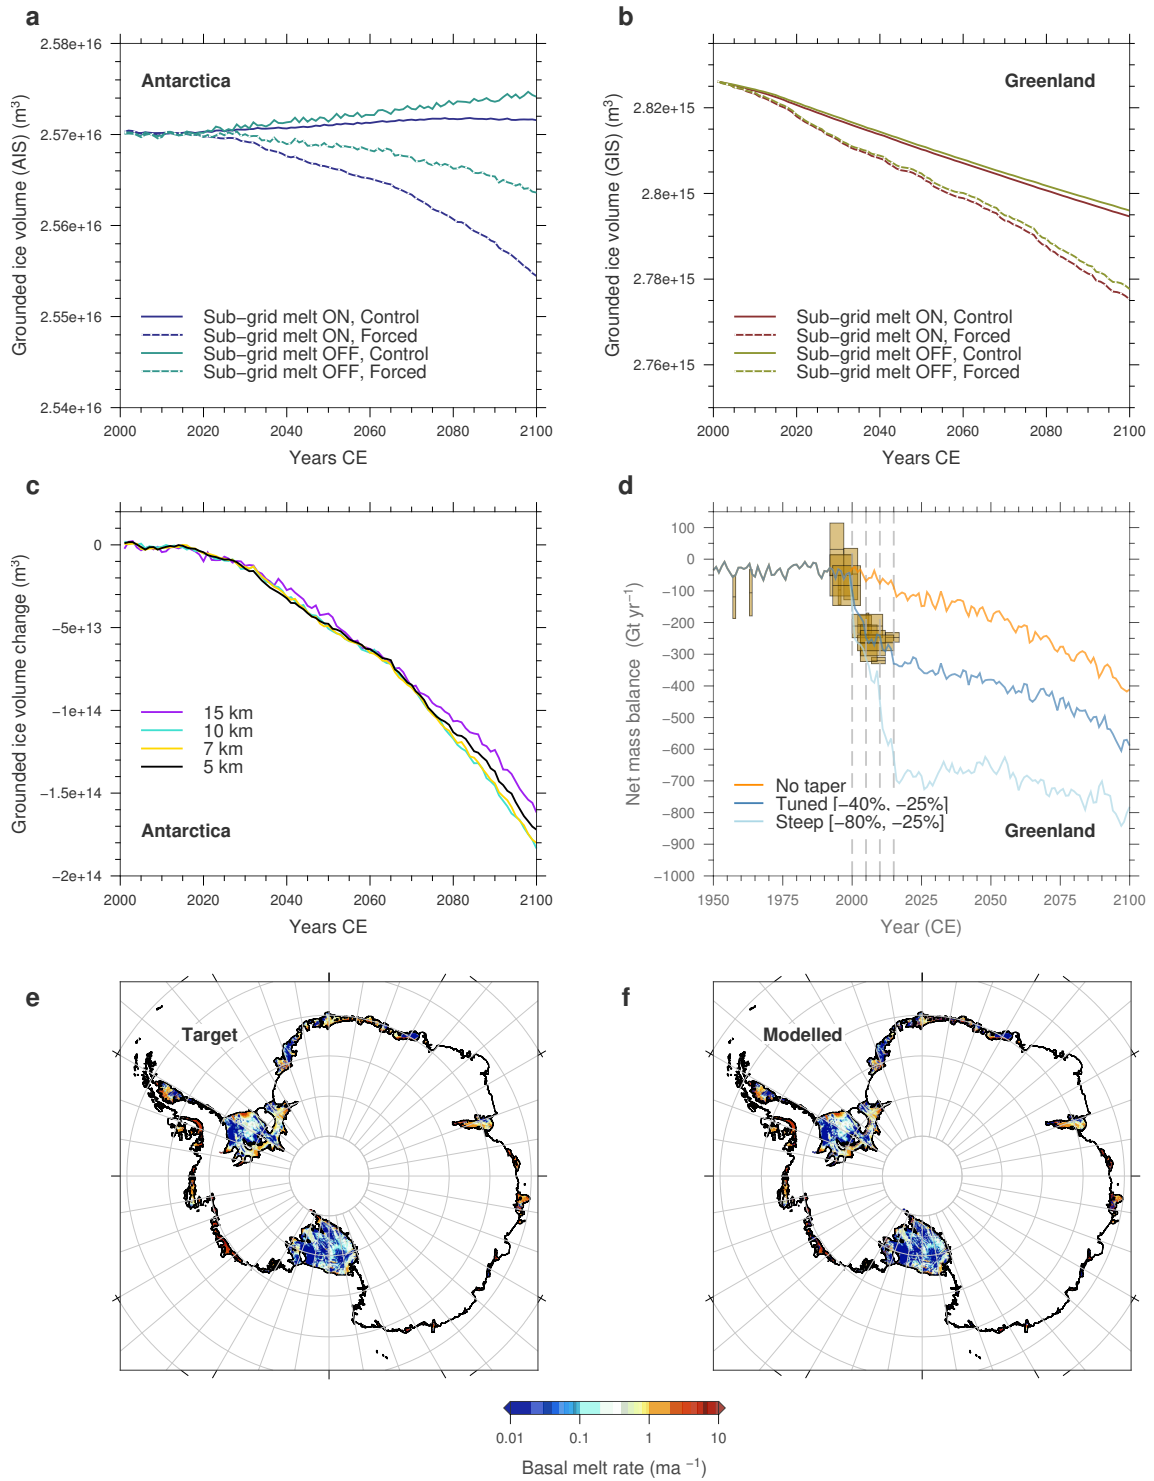 a
2.58e+16
2.57e+16
2.56e+16
2.55e+16
2.54e+16
Grounded ice volume (AIS) (m³)
Antarctica
Sub−grid melt ON, Control
Sub−grid melt ON, Forced
Sub−grid melt OFF, Control
Sub−grid melt OFF, Forced
2000 2020 2040 2060 2080 2100
Years CE
b
2.82e+15
2.8e+15
2.78e+15
2.76e+15
Grounded ice volume (GIS) (m³)
Greenland
Sub−grid melt ON, Control
Sub−grid melt ON, Forced
Sub−grid melt OFF, Control
Sub−grid melt OFF, Forced
2000 2020 2040 2060 2080 2100
Years CE
c
0
−5e+13
−1e+14
−1.5e+14
−2e+14
Grounded ice volume change (m³)
15 km
10 km
7 km
5 km
Antarctica
2000 2020 2040 2060 2080 2100
Years CE
d
100
0
−100
−200
−300
−400
−500
−600
−700
−800
−900
−1000
Net mass balance (Gt yr⁻¹)
No taper
Tuned [−40%, −25%]
Steep [−80%, −25%]
Greenland
1950 1975 2000 2025 2050 2075 2100
Year (CE)
e
Target
f
Modelled
0.01 0.1 1 10
Basal melt rate (ma ⁻¹)